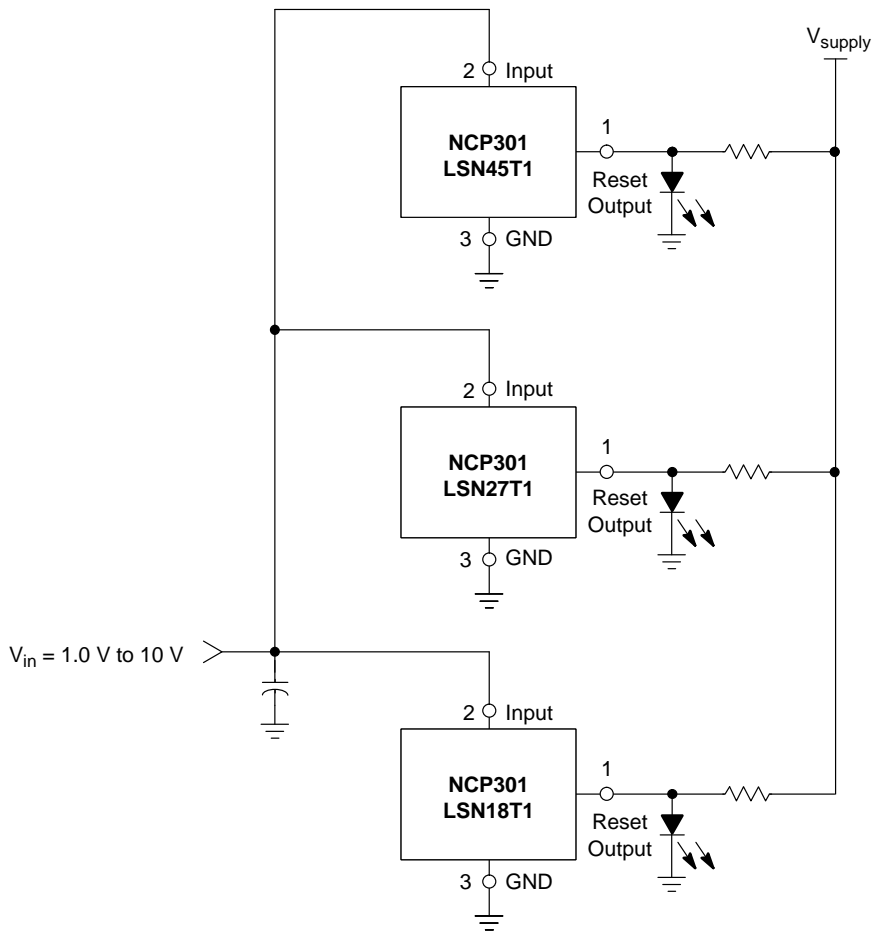 V_supply
2 Input
NCP301
LSN45T1
1
Reset
Output
3 GND
2 Input
NCP301
LSN27T1
1
Reset
Output
3 GND
V_in = 1.0 V to 10 V
2 Input
NCP301
LSN18T1
1
Reset
Output
3 GND